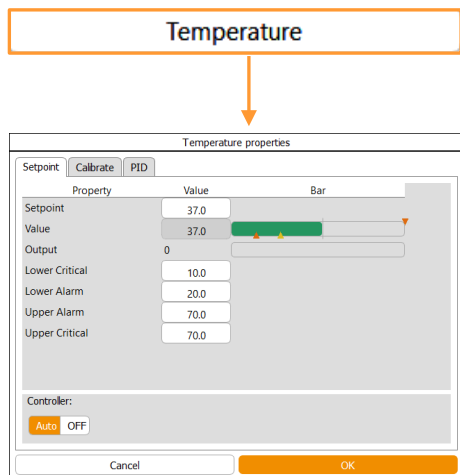 Temperature
Temperature properties
Setpoint Calibrate PID
Property Value Bar
Setpoint 37.0
Value 37.0
Output 0
Lower Critical 10.0
Lower Alarm 20.0
Upper Alarm 70.0
Upper Critical 70.0
Controller:
Auto OFF
Cancel OK